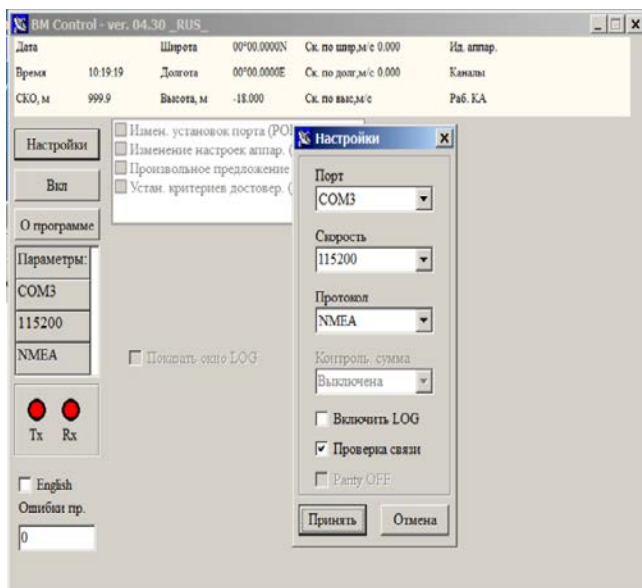 BM Control - ver. 04.30 _RUS_
Дата Широта 00°00.0000N Ск. по шир,м/с 0.000 Ид. аппар.
Время 10:19:19 Долгота 00°00.0000E Ск. по долг,м/с 0.000 Каналы
СКО, м 999.9 Высота, м -18.000 Ск. по выс,м/с Раб. КА
Настройки
Вкл
О программе
Параметры:
COM3
115200
NMEA
Tx Rx
English
Ошибки пр.
0
Измен. установок порта (POI
Изменение настроек аппар. (
Произвольное предложение
Устан. критериев достовер. (
Показать окно LOG
Настройки
Порт
COM3
Скорость
115200
Протокол
NMEA
Контроль. сумма
Выключена
Включить LOG
Проверка связи
Parity OFF
Принять Отмена